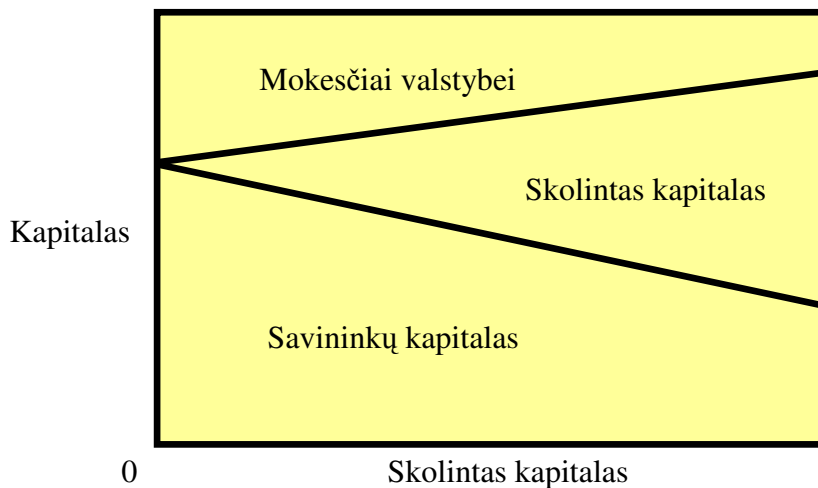 Mokesčiai valstybei
Skolintas kapitalas
Kapitalas
Savininkų kapitalas
0
Skolintas kapitalas